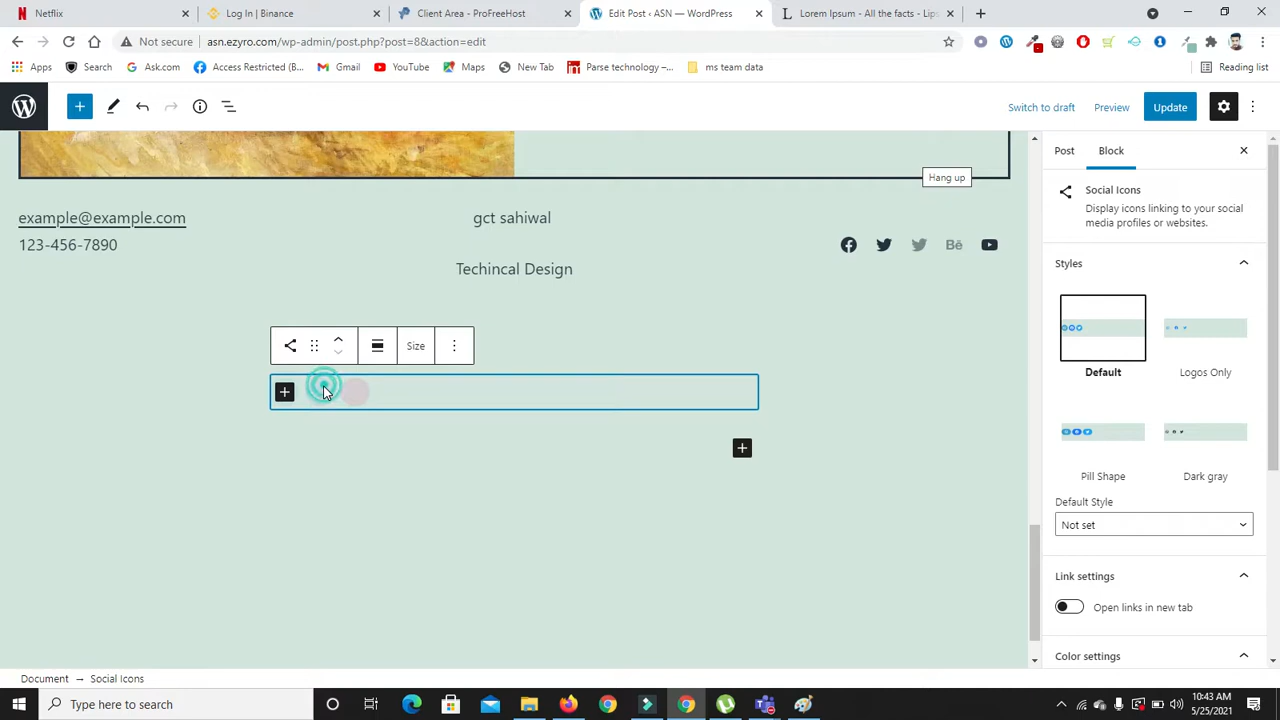 Netflix
Log In | Binance
Client Area - ProFreeHost
Edit Post ‹ ASN — WordPress
Lorem Ipsum - All the facts - Lips
Not secure
asn.ezyro.com/wp-admin/post.php?post=8&action=edit
Apps
Search
Ask.com
Access Restricted (B...
Gmail
YouTube
Maps
New Tab
Parse technology –...
ms team data
Reading list
Switch to draft
Preview
Update
Post
Block
Hang up
Social Icons
Display icons linking to your social
media profiles or websites.
example@example.com
gct sahiwal
123-456-7890
Techincal Design
Styles
Size
Default
Logos Only
Pill Shape
Dark gray
Default Style
Not set
Link settings
Open links in new tab
Color settings
Document → Social Icons
Type here to search
10:43 AM
5/25/2021